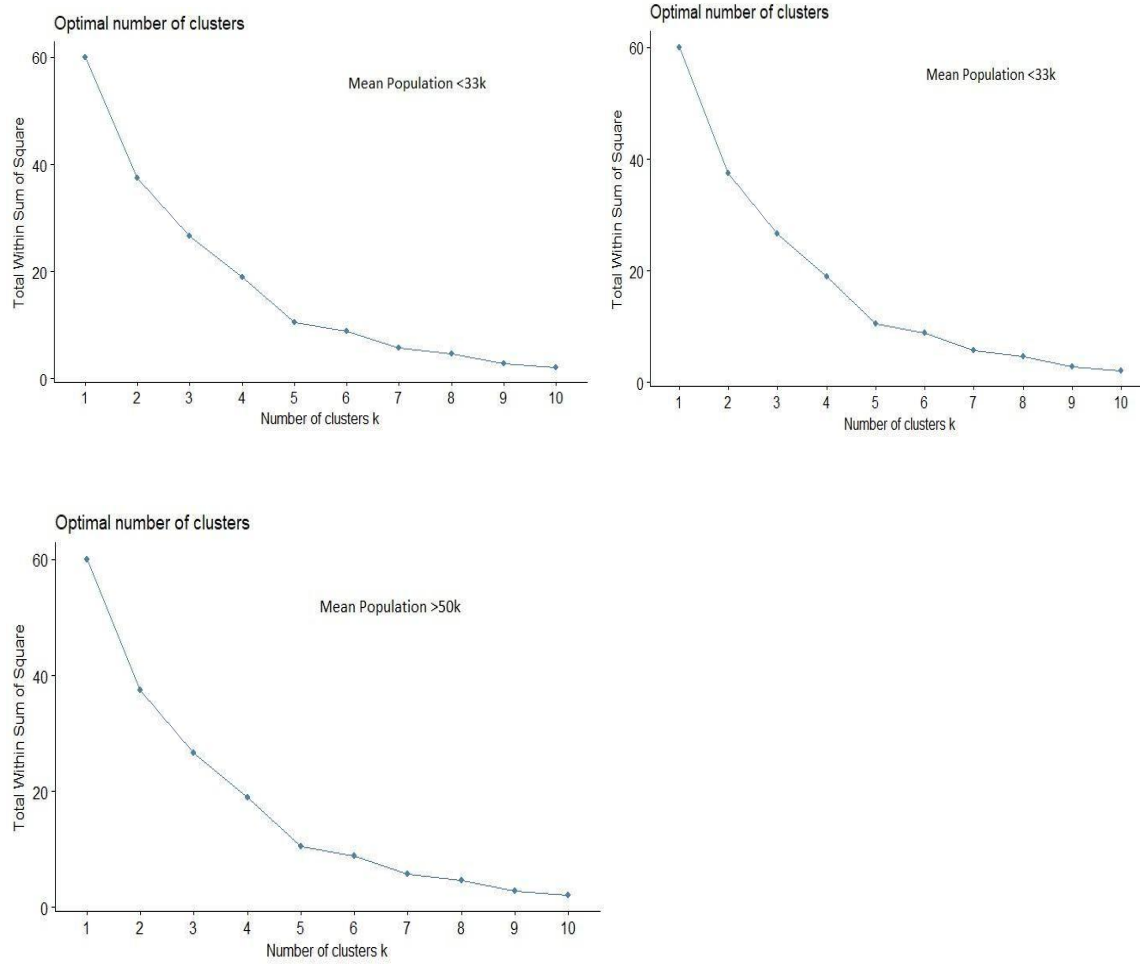 Optimal number of clusters
60
40
20
0
Total Within Sum of Square
Mean Population <33k
1 2 3 4 5 6 7 8 9 10
Number of clusters k
Optimal number of clusters
60
40
20
0
Total Within Sum of Square
Mean Population <33k
1 2 3 4 5 6 7 8 9 10
Number of clusters k
Optimal number of clusters
60
40
20
0
Total Within Sum of Square
Mean Population >50k
1 2 3 4 5 6 7 8 9 10
Number of clusters k